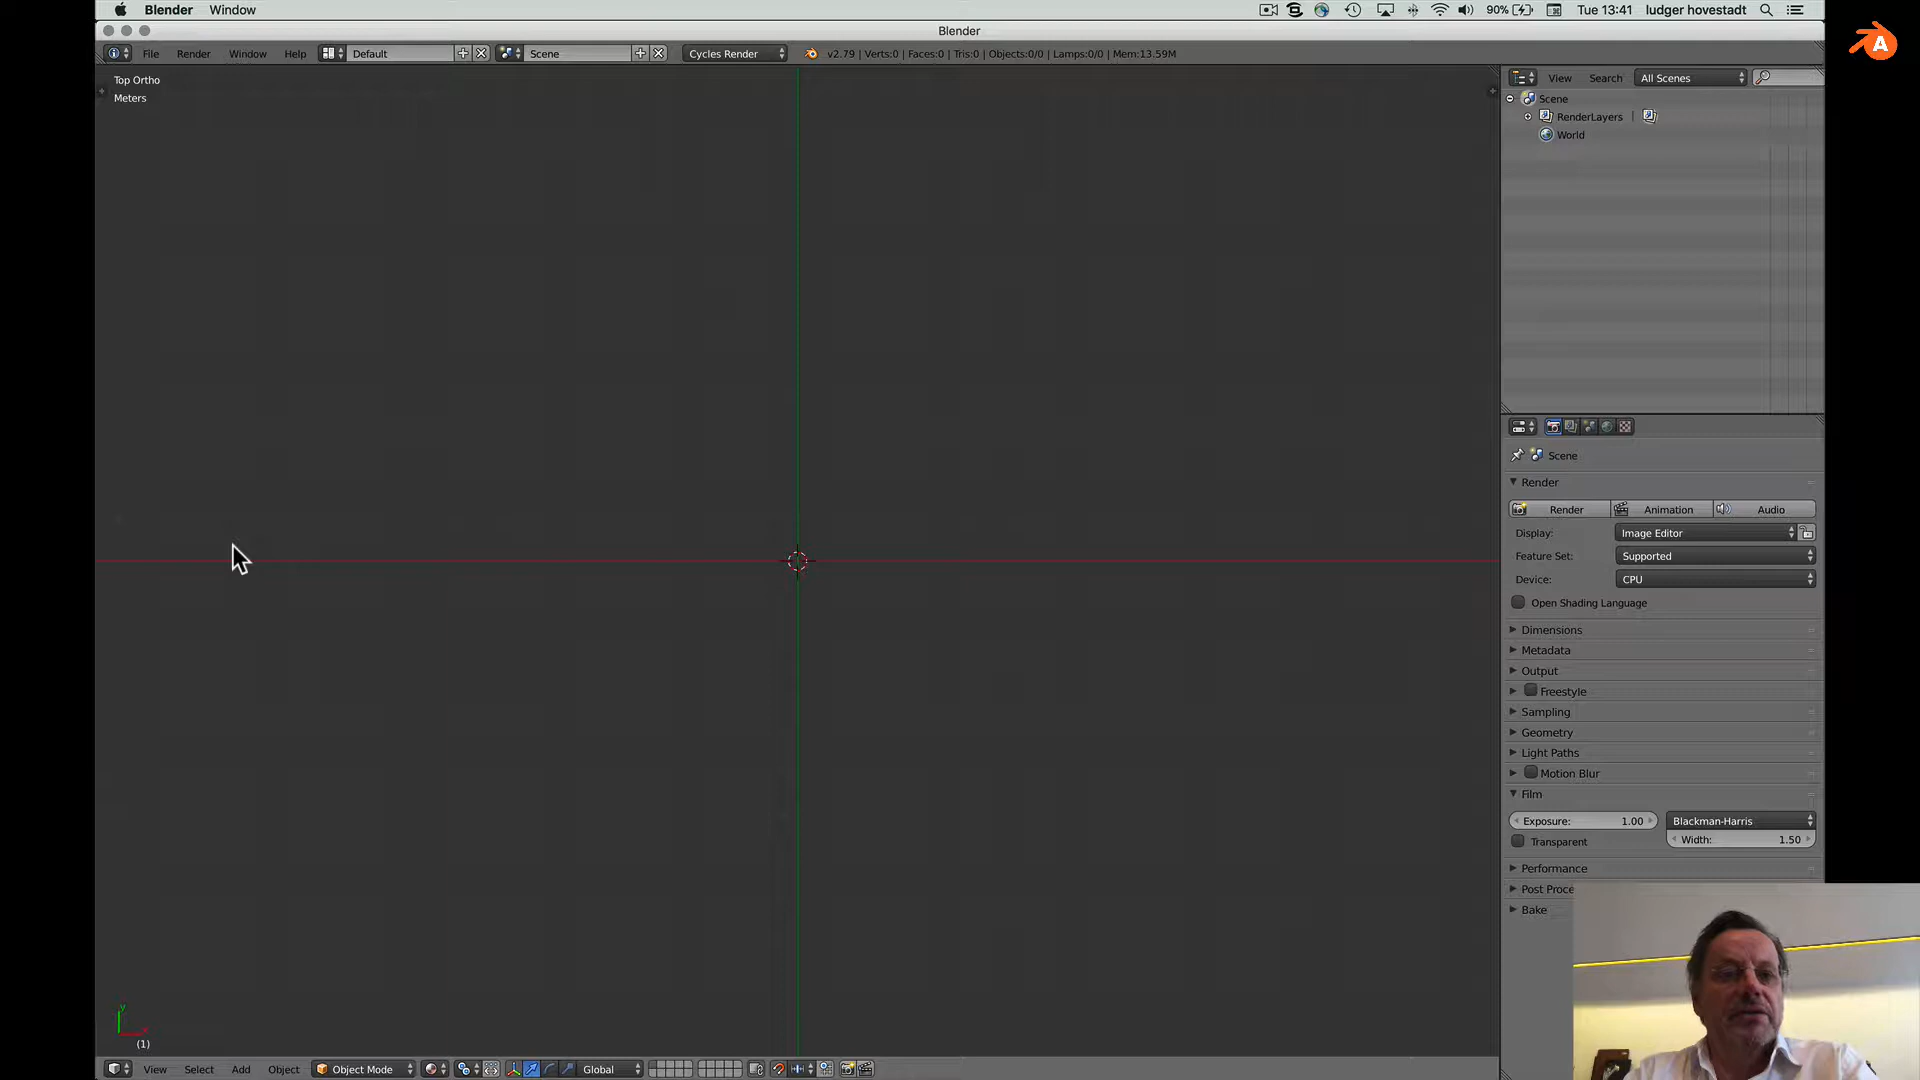 Blender Window 90% Tue 13:41 ludger hovestadt
Blender
File Render Window Help Default Scene Cycles Render v2.79 | Verts:0 | Faces:0 | Tris:0 | Objects:0/0 | Lamps:0/0 | Mem:13.59M
A
Top Ortho
Meters
View Search All Scenes
Scene
RenderLayers |
World
Scene
Render
Render Animation Audio
Display: Image Editor
Feature Set: Supported
Device: CPU
Open Shading Language
Dimensions
Metadata
Output
Freestyle
Sampling
Geometry
Light Paths
Motion Blur
Film
Exposure: 1.00 Blackman-Harris
Transparent Width: 1.50
Performance
Post Proce
Bake
y
x
(1)
View Select Add Object Object Mode Global